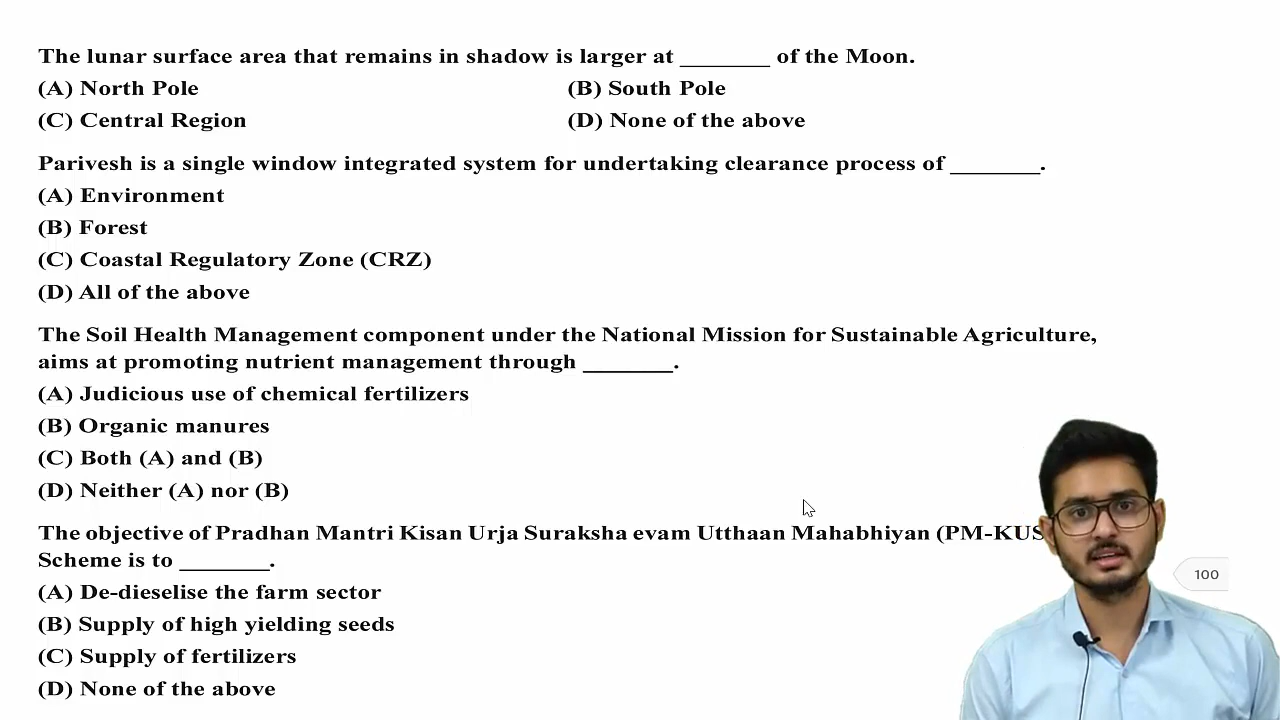 The lunar surface area that remains in shadow is larger at ________ of the Moon.
(A) North Pole (B) South Pole
(C) Central Region (D) None of the above
Parivesh is a single window integrated system for undertaking clearance process of ________.
(A) Environment
(B) Forest
(C) Coastal Regulatory Zone (CRZ)
(D) All of the above
The Soil Health Management component under the National Mission for Sustainable Agriculture,
aims at promoting nutrient management through ________.
(A) Judicious use of chemical fertilizers
(B) Organic manures
(C) Both (A) and (B)
(D) Neither (A) nor (B)
The objective of Pradhan Mantri Kisan Urja Suraksha evam Utthaan Mahabhiyan (PM-KUS
Scheme is to ________.
(A) De-dieselise the farm sector
(B) Supply of high yielding seeds
(C) Supply of fertilizers
(D) None of the above
100